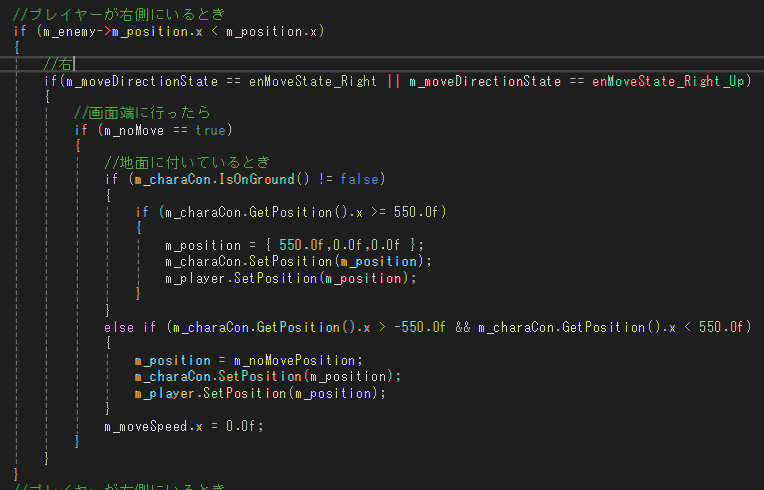 //プレイヤーが右側にいるとき
if (m_enemy->m_position.x < m_position.x)
{
//右
if(m_moveDirectionState == enMoveState_Right || m_moveDirectionState == enMoveState_Right_Up)
{
//画面端に行ったら
if (m_noMove == true)
{
//地面に付いているとき
if (m_charaCon.IsOnGround() != false)
{
if (m_charaCon.GetPosition().x >= 550.0f)
{
m_position = { 550.0f,0.0f,0.0f };
m_charaCon.SetPosition(m_position);
m_player.SetPosition(m_position);
}
}
else if (m_charaCon.GetPosition().x > -550.0f && m_charaCon.GetPosition().x < 550.0f)
{
m_position = m_noMovePosition;
m_charaCon.SetPosition(m_position);
m_player.SetPosition(m_position);
}
m_moveSpeed.x = 0.0f;
}
}
}
//プレイヤーが右側にいるとき